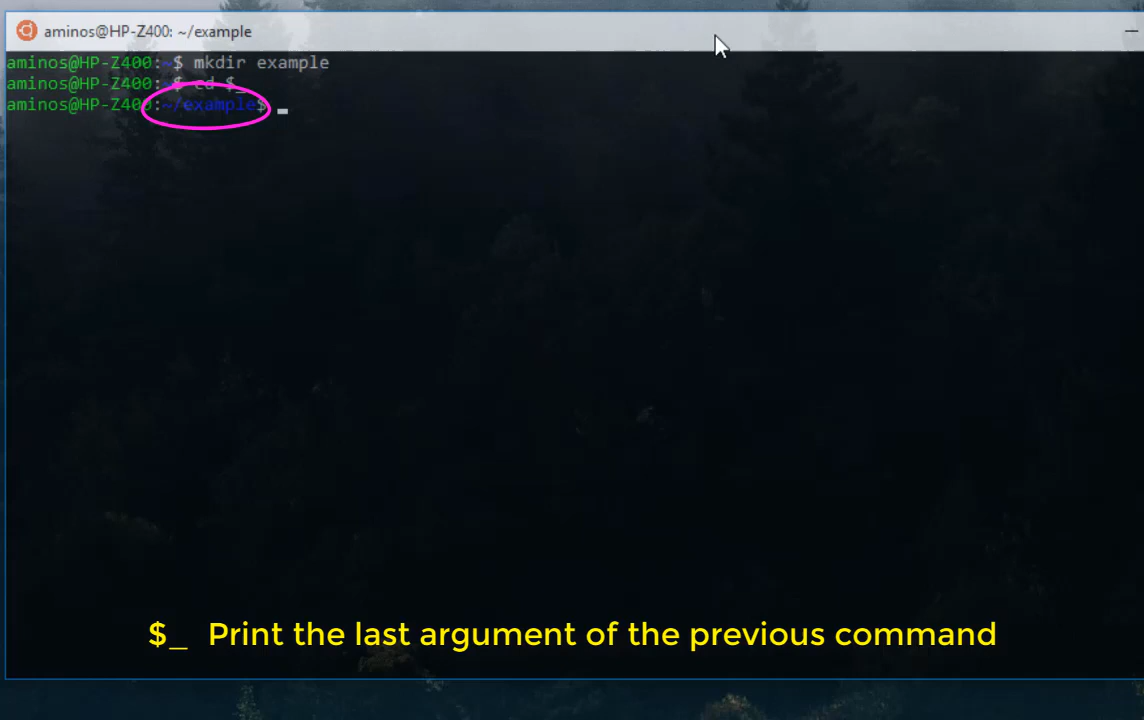 aminos@HP-Z400: ~/example
aminos@HP-Z400:~$ mkdir example
aminos@HP-Z400:~$ cd $_
aminos@HP-Z400:~/example$ _
$_ Print the last argument of the previous command